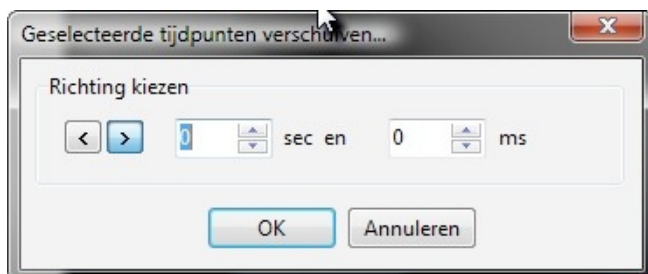 Geselecteerde tijdpunten verschuiven...
Richting kiezen
< > 0 sec en 0 ms
OK Annuleren